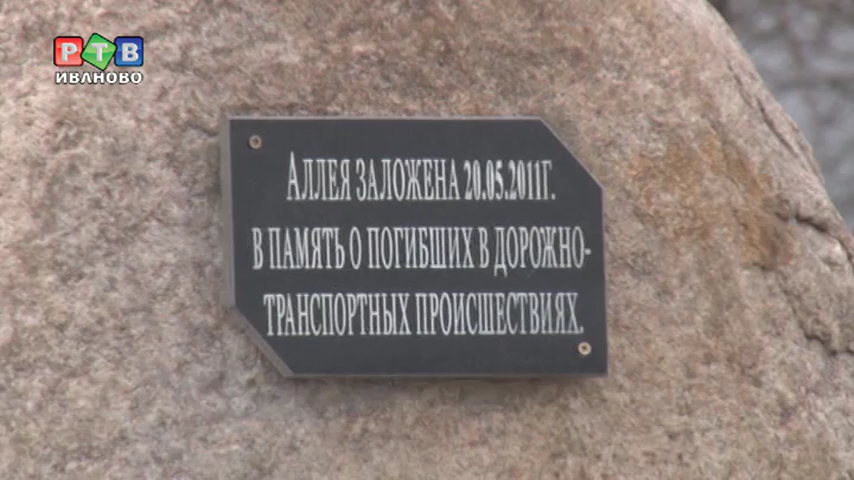 РТВ
ИВАНОВО
АЛЛЕЯ ЗАЛОЖЕНА 20.05.2011Г.
В ПАМЯТЬ О ПОГИБШИХ В ДОРОЖНО-
ТРАНСПОРТНЫХ ПРОИСШЕСТВИЯХ.